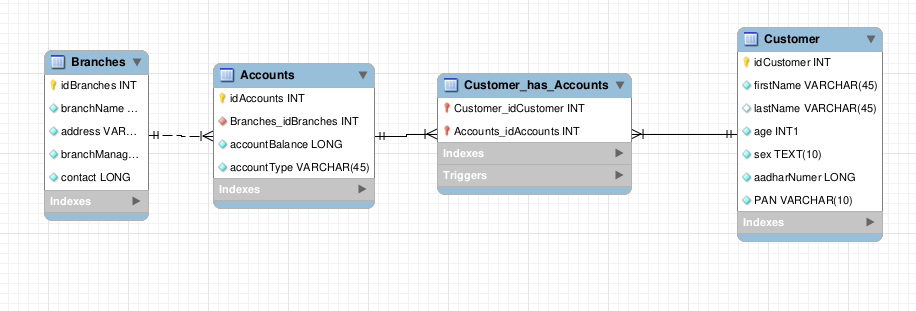 Branches
idBranches INT
branchName ...
address VAR...
branchManag...
contact LONG
Indexes
Accounts
idAccounts INT
Branches_idBranches INT
accountBalance LONG
accountType VARCHAR(45)
Indexes
Customer_has_Accounts
Customer_idCustomer INT
Accounts_idAccounts INT
Indexes
Triggers
Customer
idCustomer INT
firstName VARCHAR(45)
lastName VARCHAR(45)
age INT1
sex TEXT(10)
aadharNumer LONG
PAN VARCHAR(10)
Indexes